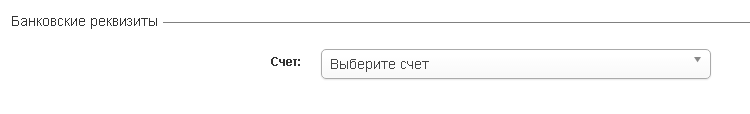 Банковские реквизиты
Счет: Выберите счет